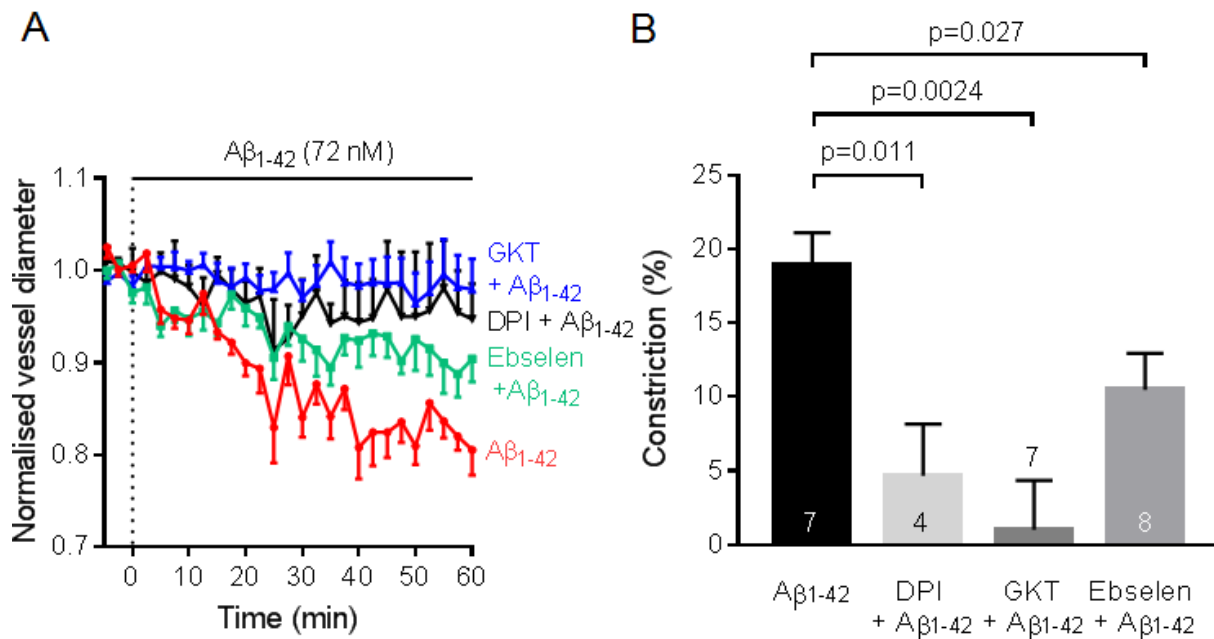 A
Aβ1-42 (72 nM)
Normalised vessel diameter
1.1
1.0
0.9
0.8
0.7
GKT
+ Aβ1-42
DPI + Aβ1-42
Ebselen
+Aβ1-42
Aβ1-42
0
10
20
30
40
50
60
Time (min)
B
p=0.027
p=0.0024
p=0.011
Constriction (%)
25
20
15
10
5
0
7
4
7
8
Aβ1-42
DPI
+ Aβ1-42
GKT
+ Aβ1-42
Ebselen
+ Aβ1-42